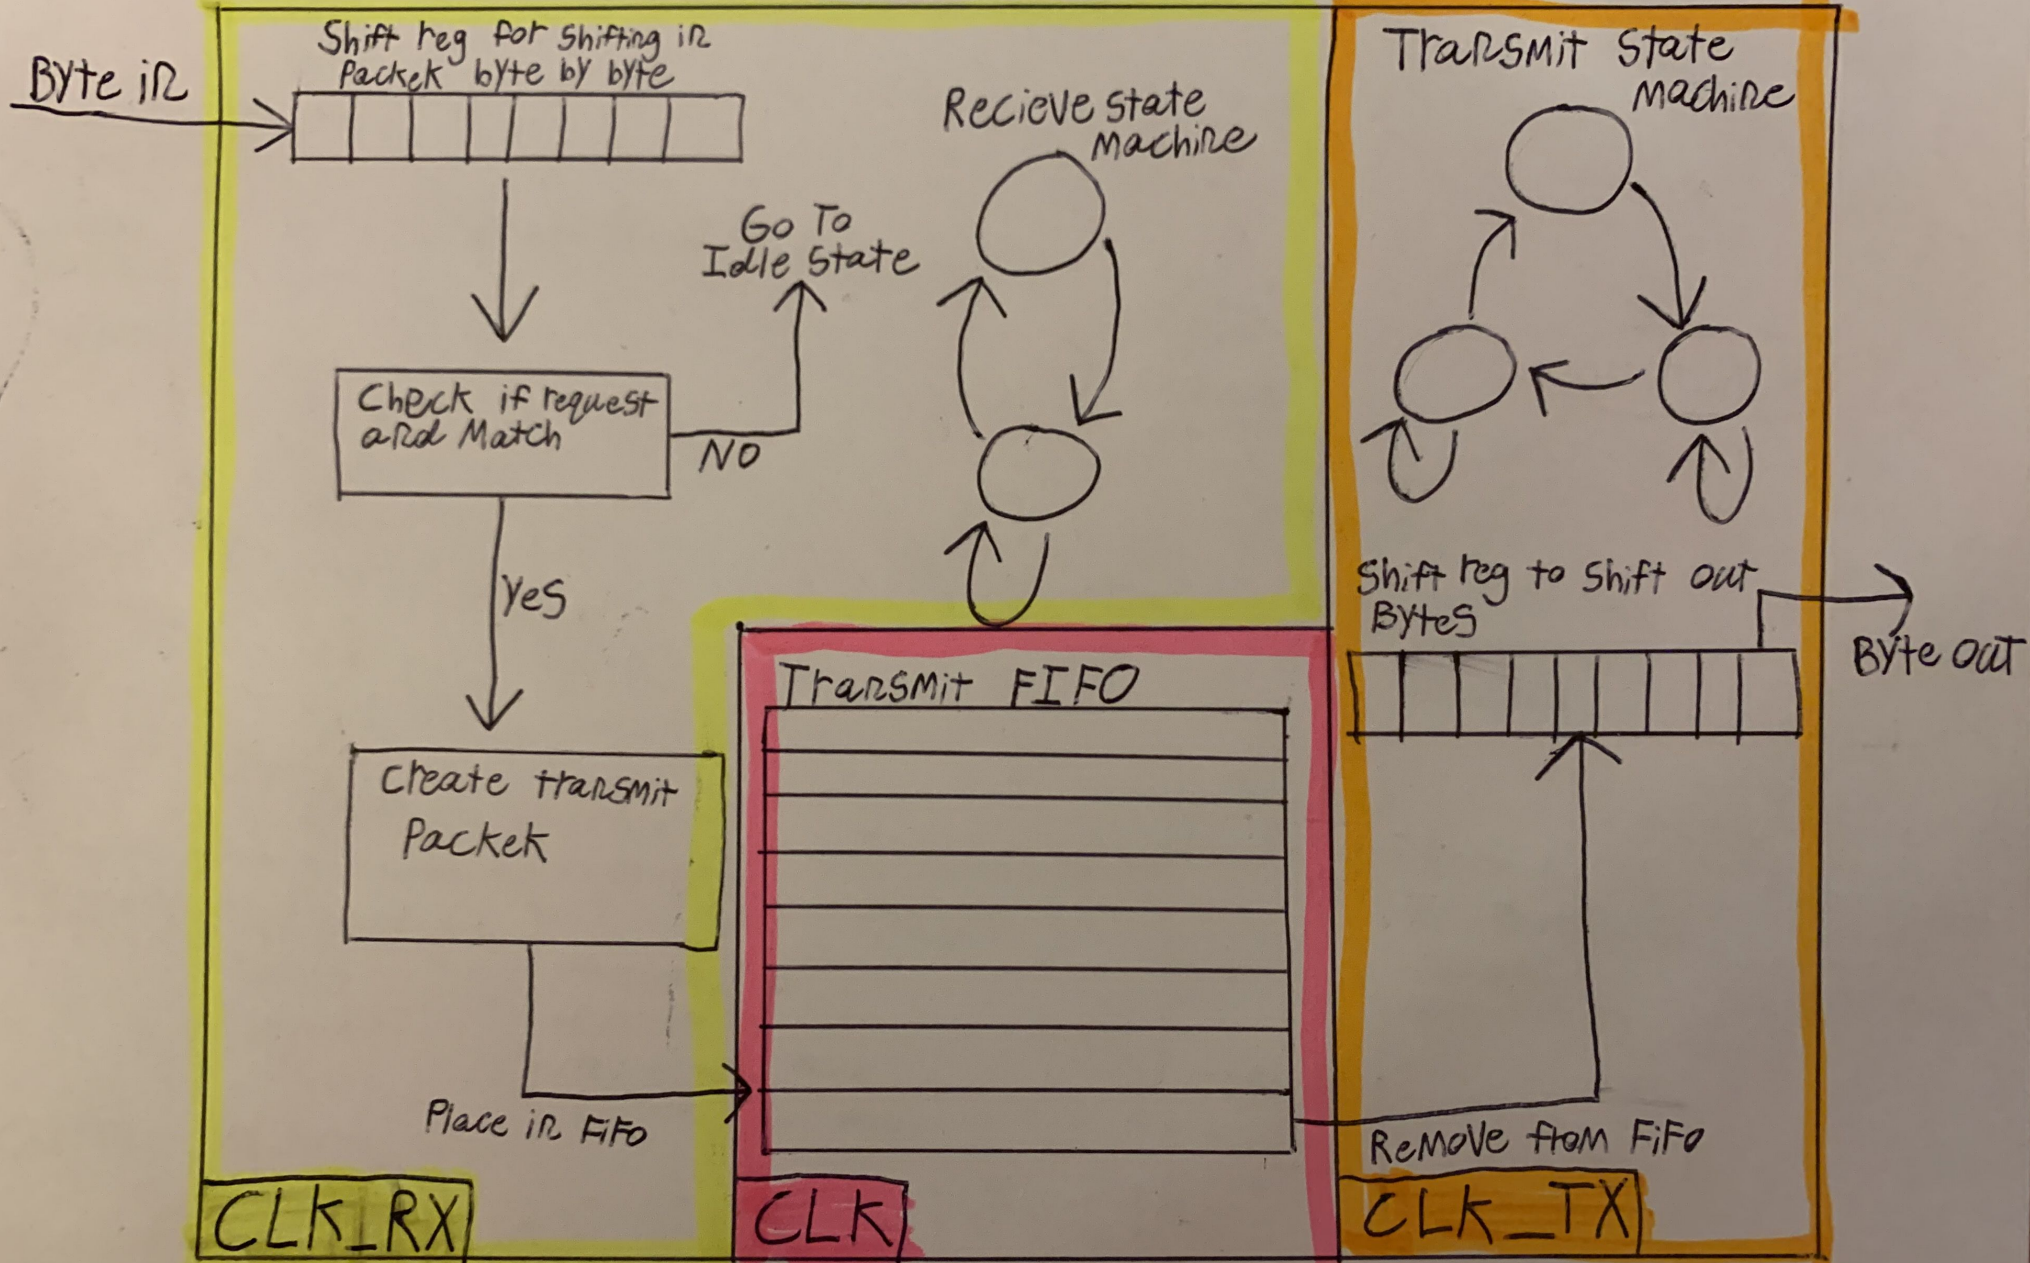 Byte in
Shift reg for shifting in
Packek byte by byte
Go To
Idle State
Check if request
and Match
NO
Yes
Create transmit
Packek
Place in FiFo
CLK_RX
Recieve state
Machine
Transmit FIFO
CLK
Transmit State
Machine
Shift reg to Shift out
Bytes
Byte out
Remove from FiFo
CLK_TX